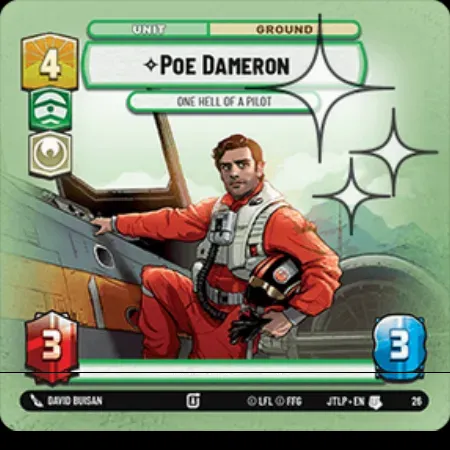 UNIT GROUND
4
POE DAMERON
ONE HELL OF A PILOT
3 3
DAVID BUISAN © LFL © FFG JTLP • EN 26